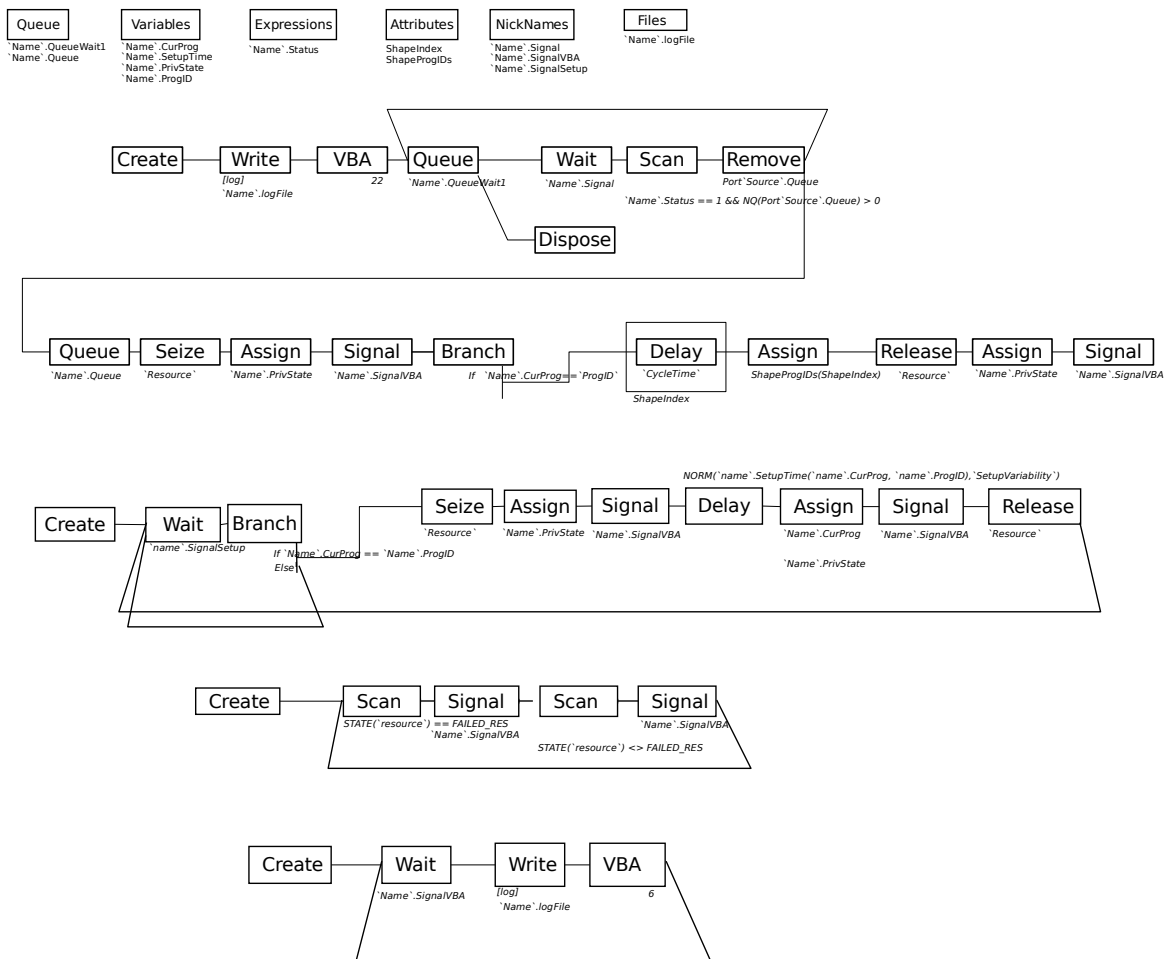 Queue Variables Expressions Attributes NickNames Files
`Name`.QueueWait1 `Name`.CurProg `Name`.Status ShapeIndex `Name`.Signal `Name`.logFile
`Name`.Queue `Name`.SetupTime ShapeProgIDs `Name`.SignalVBA
`Name`.PrivState `Name`.SignalSetup
`Name`.ProgID
Create Write VBA Queue Wait Scan Remove
[log] 22 `Name`.QueueWait1 `Name`.Signal Port`Source`.Queue
`Name`.logFile
`Name`.Status == 1 && NQ(Port`Source`.Queue) > 0
Dispose
Queue Seize Assign Signal Branch Delay Assign Release Assign Signal
`Name`.Queue `Resource` `Name`.PrivState `Name`.SignalVBA If `Name`.CurProg==`ProgID` `CycleTime` ShapeProgIDs(ShapeIndex) `Resource` `Name`.PrivState `Name`.SignalVBA
ShapeIndex
NORM(`name`.SetupTime(`name`.CurProg, `name`.ProgID),`SetupVariability`)
Create Wait Branch Seize Assign Signal Delay Assign Signal Release
`Resource` `Name`.PrivState `Name`.SignalVBA `Name`.CurProg `Name`.SignalVBA `Resource`
`name`.SignalSetup
If `Name`.CurProg == `Name`.ProgID
Else`
`Name`.PrivState
Create Scan Signal Scan Signal
STATE(`resource`) == FAILED_RES `Name`.SignalVBA
`Name`.SignalVBA
STATE(`resource`) <> FAILED_RES
Create Wait Write VBA
`Name`.SignalVBA [log] 6
`Name`.logFile